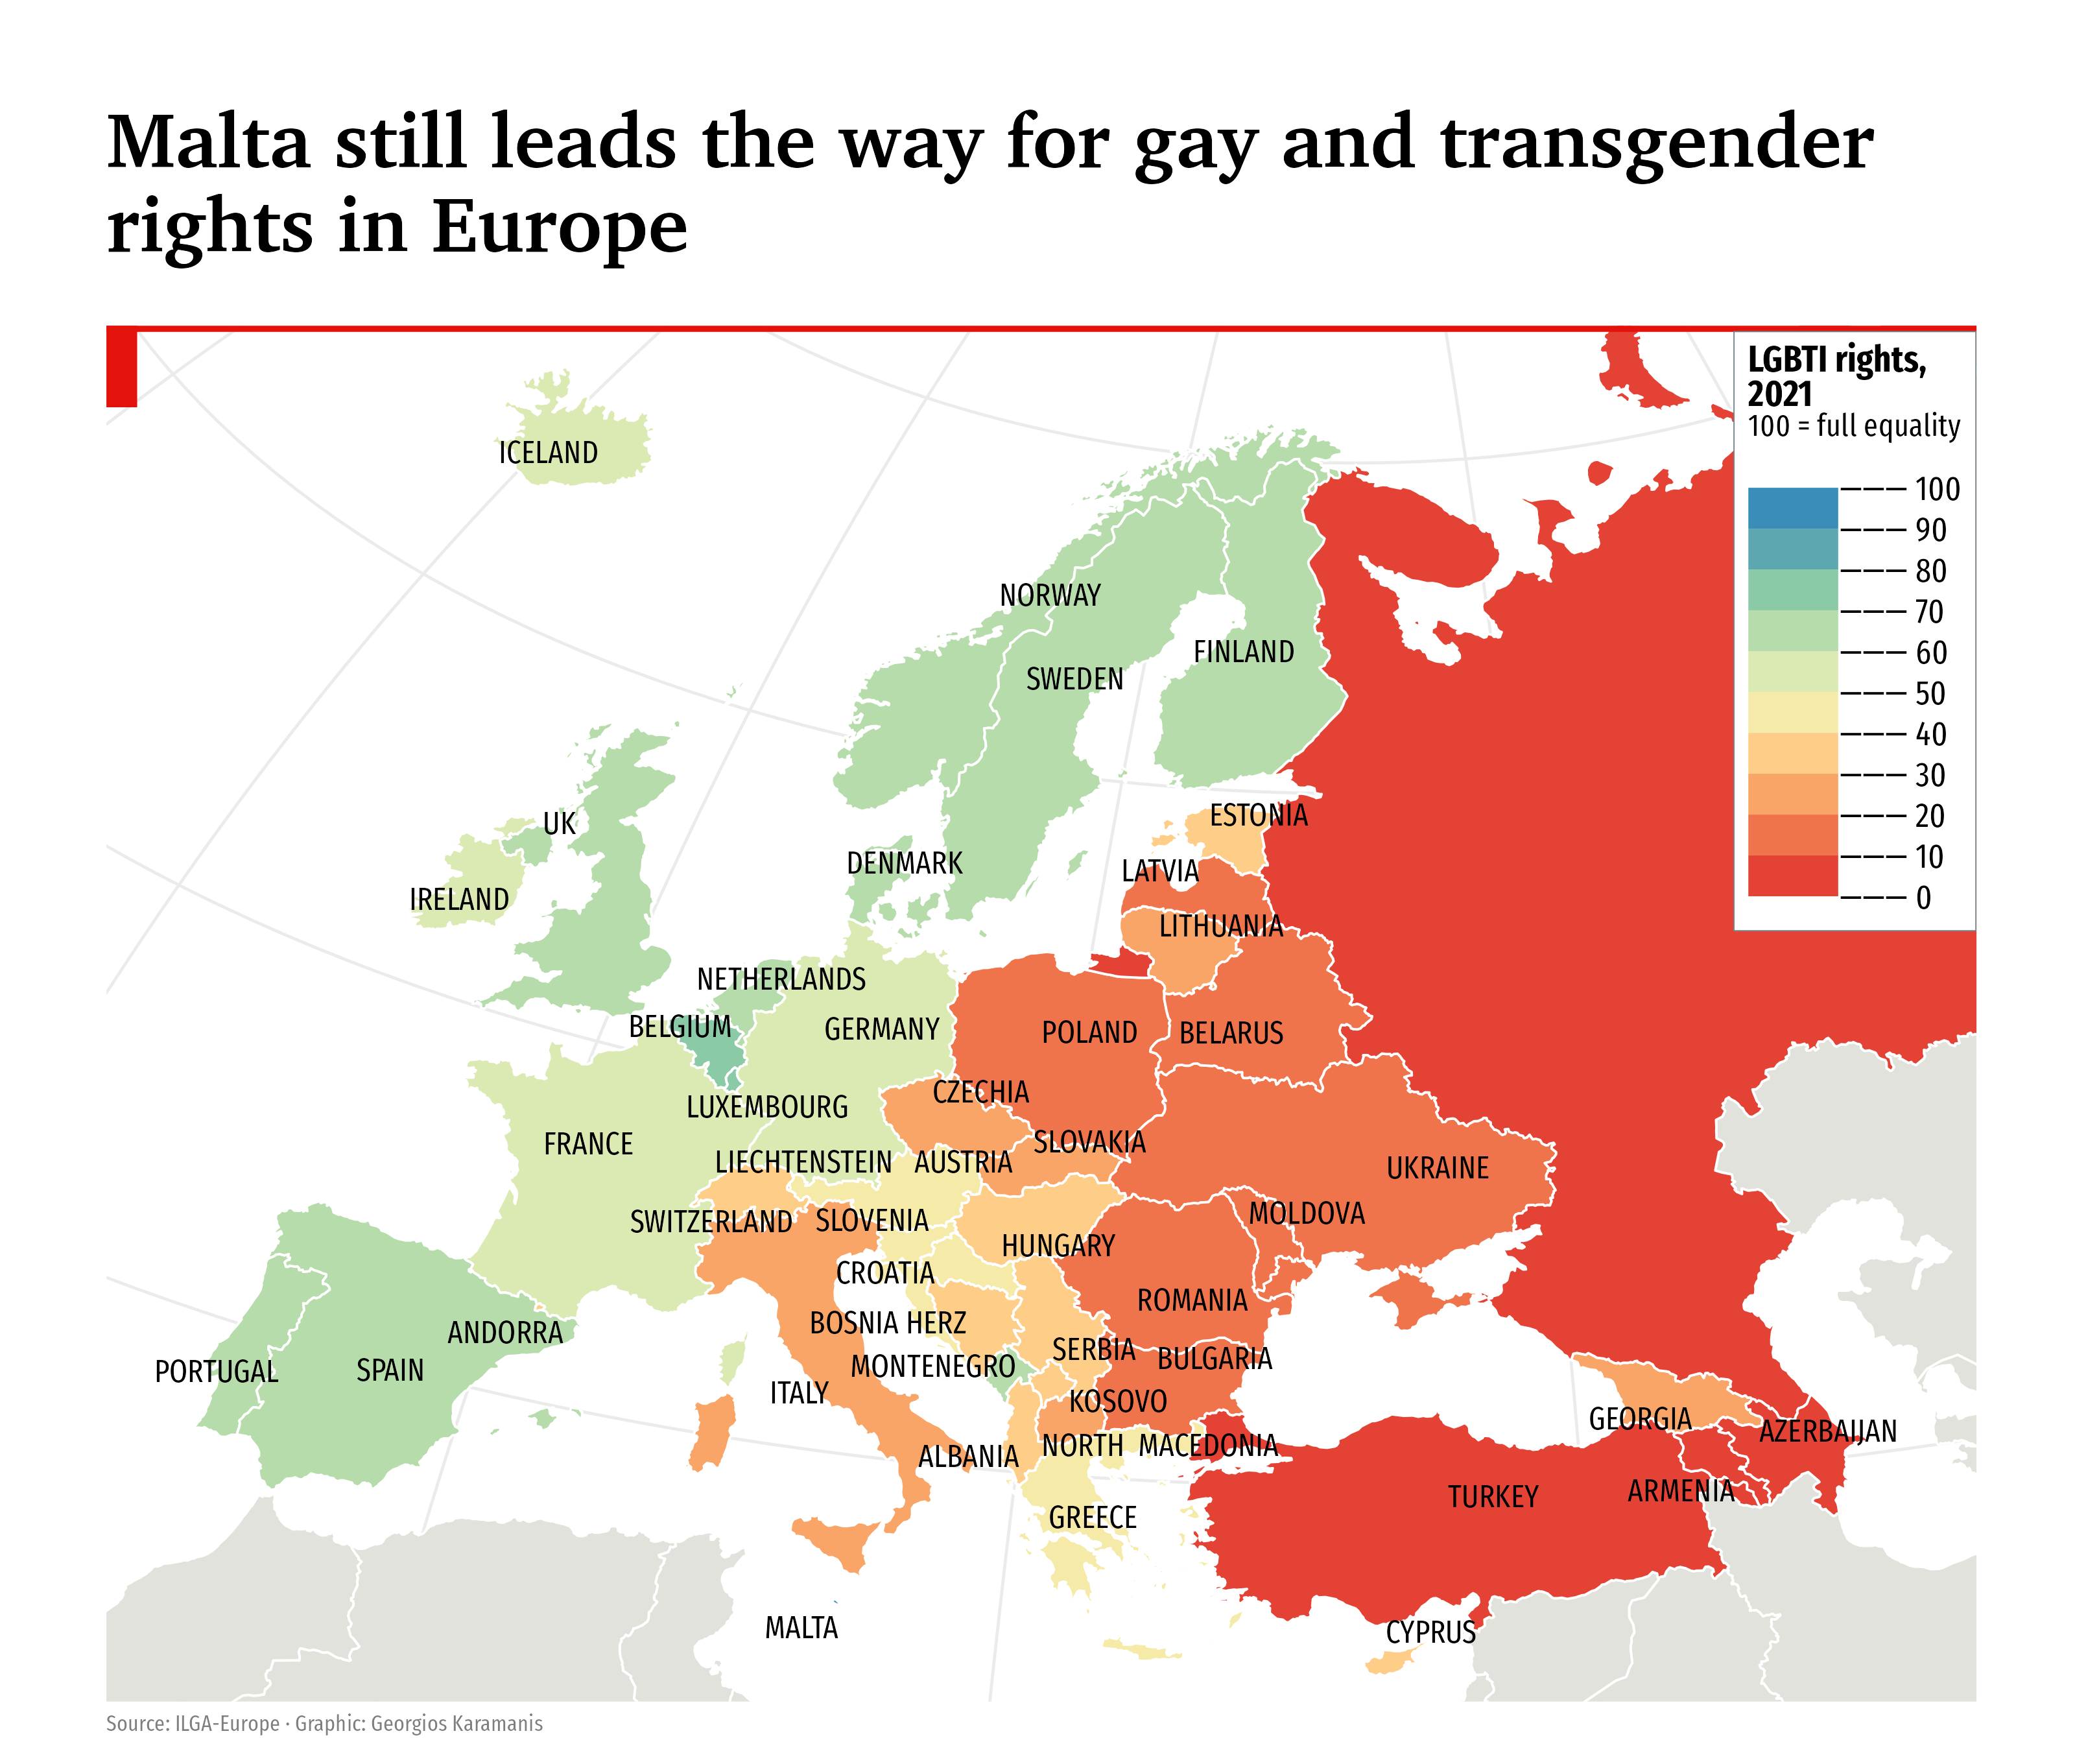 Malta still leads the way for gay and transgender
rights in Europe
LGBTI rights,
2021
100 = full equality
100
90
80
70
60
50
40
30
20
10
0
ICELAND
NORWAY
FINLAND
SWEDEN
ESTONIA
UK
DENMARK
LATVIA
IRELAND
LITHUANIA
NETHERLANDS
BELGIUM
GERMANY
POLAND
BELARUS
CZECHIA
LUXEMBOURG
FRANCE
SLOVAKIA
LIECHTENSTEIN
AUSTRIA
UKRAINE
SWITZERLAND
SLOVENIA
MOLDOVA
HUNGARY
CROATIA
ROMANIA
BOSNIA HERZ
ANDORRA
SERBIA
BULGARIA
MONTENEGRO
PORTUGAL
SPAIN
ITALY
KOSOVO
GEORGIA
AZERBAIJAN
ALBANIA
NORTH MACEDONIA
TURKEY
ARMENIA
GREECE
MALTA
CYPRUS
Source: ILGA-Europe · Graphic: Georgios Karamanis